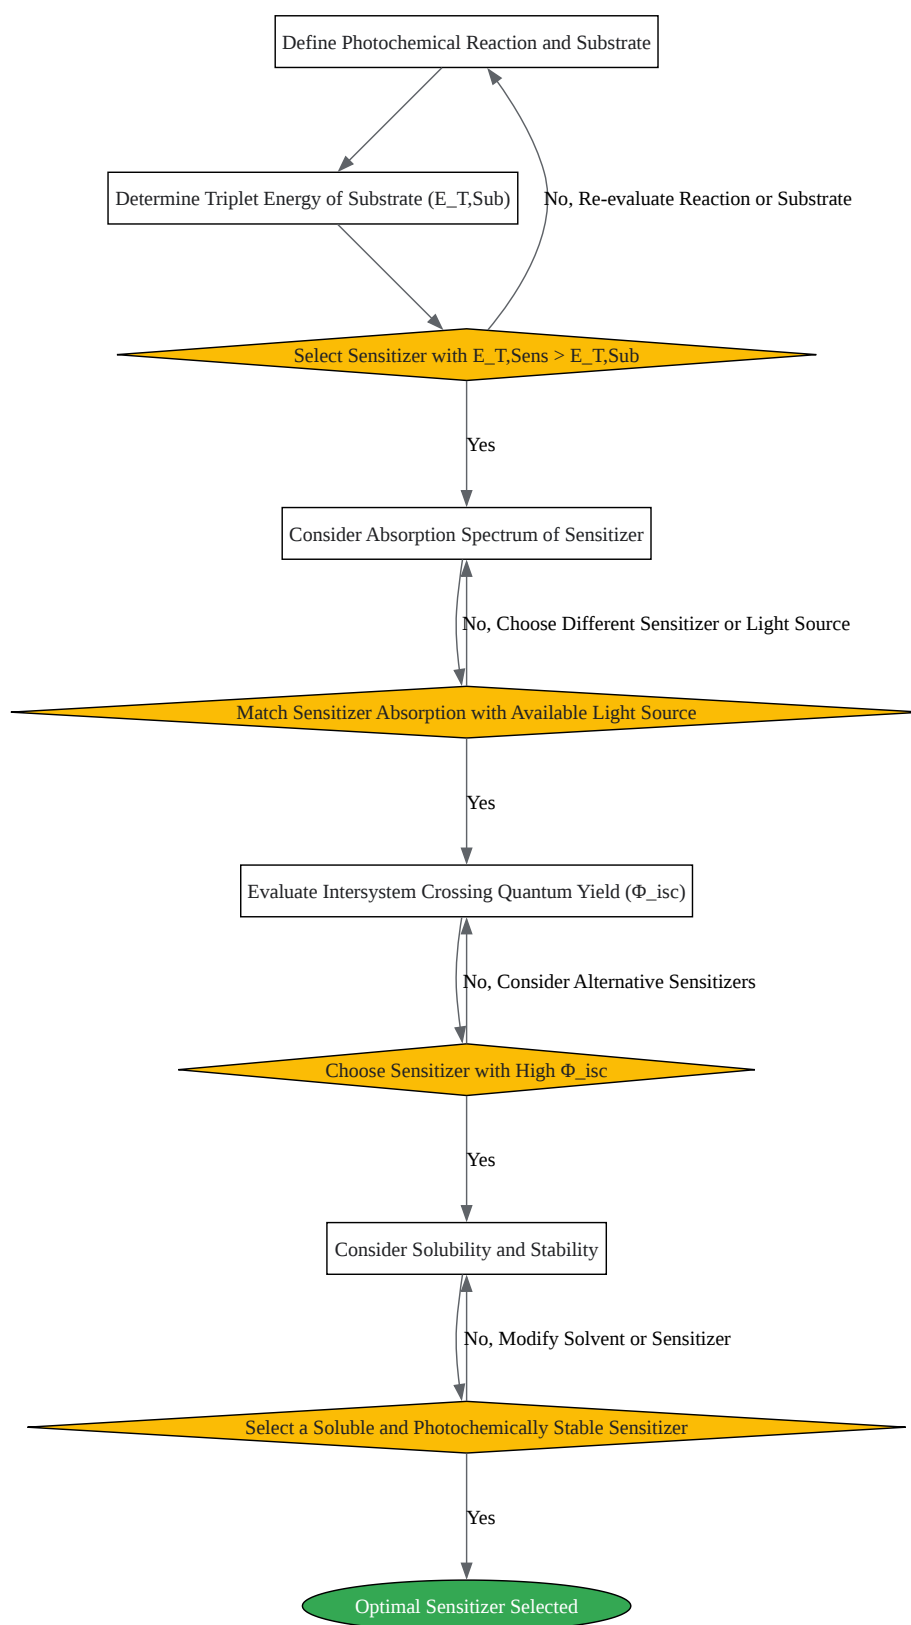 Define Photochemical Reaction and Substrate
Determine Triplet Energy of Substrate (E_T,Sub)
No, Re-evaluate Reaction or Substrate
Select Sensitizer with E_T,Sens > E_T,Sub
Yes
Consider Absorption Spectrum of Sensitizer
No, Choose Different Sensitizer or Light Source
Match Sensitizer Absorption with Available Light Source
Yes
Evaluate Intersystem Crossing Quantum Yield (Φ_isc)
No, Consider Alternative Sensitizers
Choose Sensitizer with High Φ_isc
Yes
Consider Solubility and Stability
No, Modify Solvent or Sensitizer
Select a Soluble and Photochemically Stable Sensitizer
Yes
Optimal Sensitizer Selected